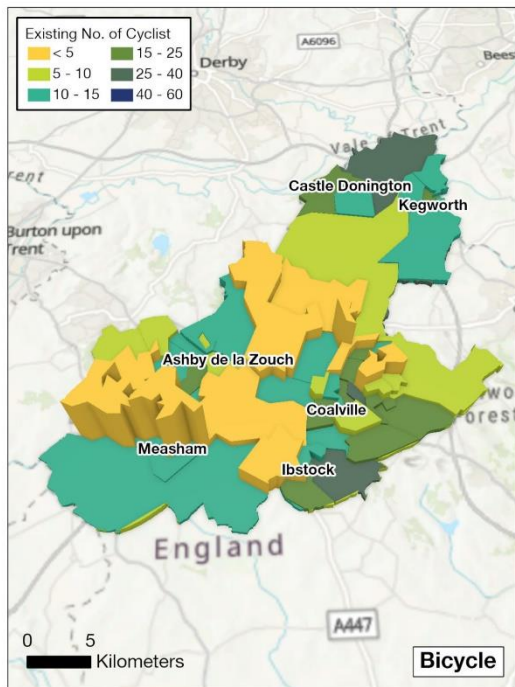 Existing No. of Cyclist
< 5
15 - 25
5 - 10
25 - 40
10 - 15
40 - 60
A6096
Derby
Bees
Vale of Trent
Castle Donington
Kegworth
Burton upon
Trent
Ashby de la Zouch
Coalville
Forest
Measham
Ibstock
England
A447
0 5
Kilometers
Bicycle